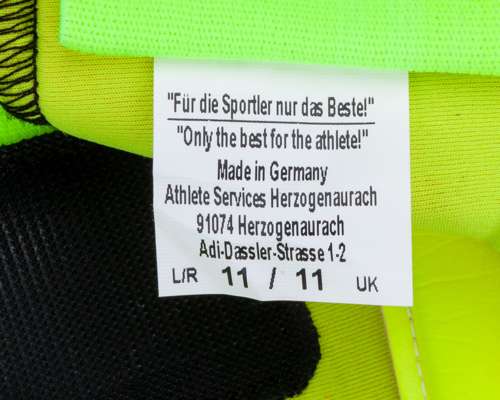 "Für die Sportler nur das Beste!"
"Only the best for the athlete!"
Made in Germany
Athlete Services Herzogenaurach
91074 Herzogenaurach
Adi-Dassler-Strasse 1-2
L/R 11 / 11 UK